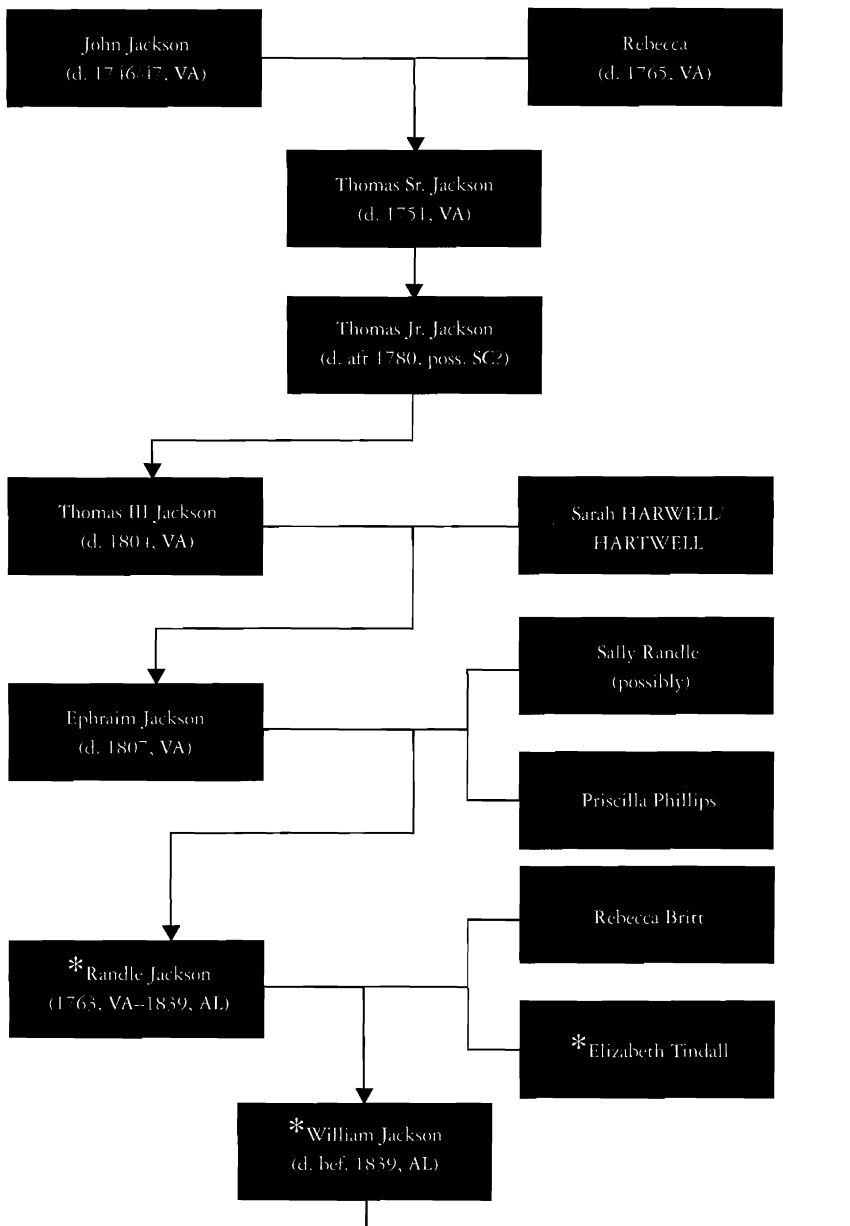 John Jackson
(d. 1746/47, VA)
Rebecca
(d. 1765, VA)
Thomas Sr. Jackson
(d. 1751, VA)
Thomas Jr. Jackson
(d. aft 1780, poss. SC?)
Thomas III Jackson
(d. 1804, VA)
Sarah HARWELL/
HARTWELL
Sally Randle
(possibly)
Ephraim Jackson
(d. 1807, VA)
Priscilla Phillips
Rebecca Britt
*Randle Jackson
(1763, VA–1839, AL)
*Elizabeth Tindall
*William Jackson
(d. bef. 1839, AL)